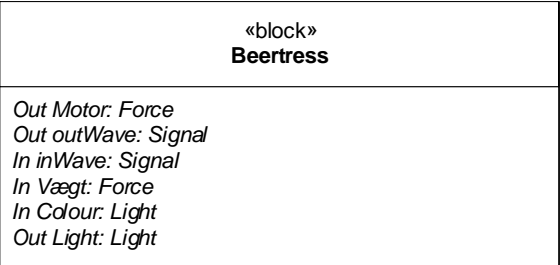 «block»
Beertress
Out Motor: Force
Out outWave: Signal
In inWave: Signal
In Vægt: Force
In Colour: Light
Out Light: Light